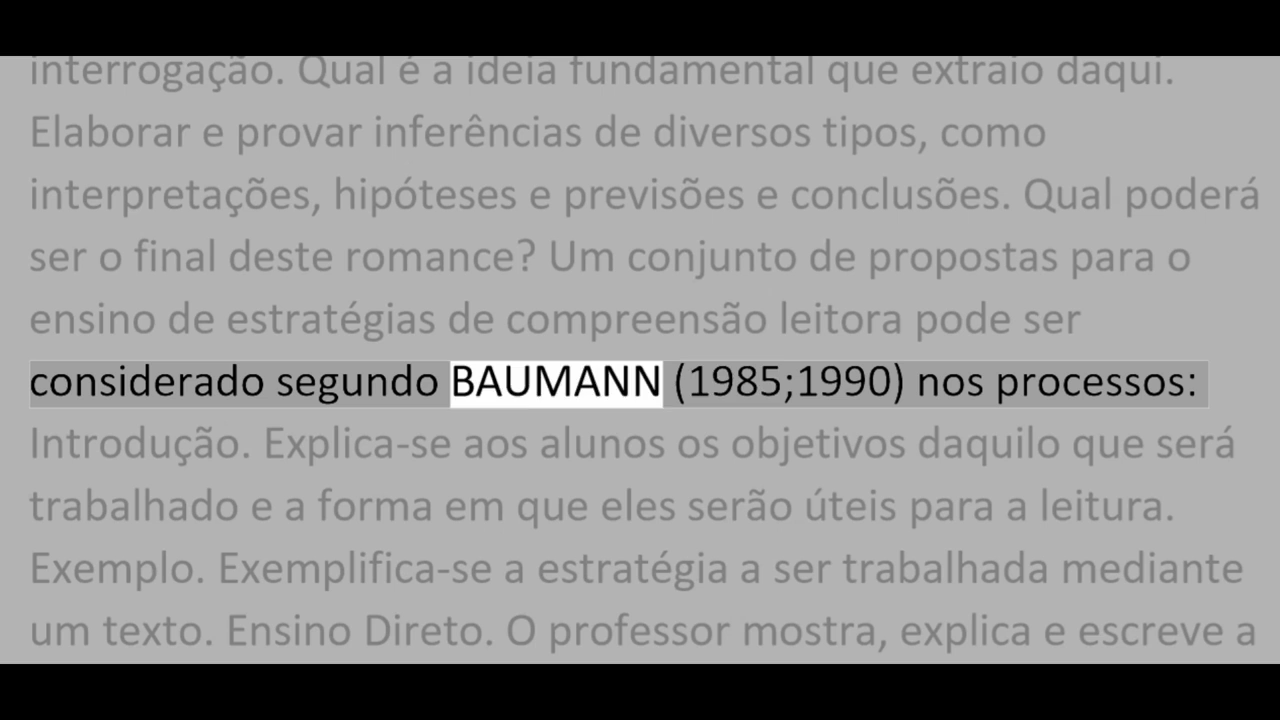 interrogação. Qual é a ideia fundamental que extraio daqui.
Elaborar e provar inferências de diversos tipos, como
interpretações, hipóteses e previsões e conclusões. Qual poderá
ser o final deste romance? Um conjunto de propostas para o
ensino de estratégias de compreensão leitora pode ser
considerado segundo BAUMANN (1985;1990) nos processos:
Introdução. Explica-se aos alunos os objetivos daquilo que será
trabalhado e a forma em que eles serão úteis para a leitura.
Exemplo. Exemplifica-se a estratégia a ser trabalhada mediante
um texto. Ensino Direto. O professor mostra, explica e escreve a